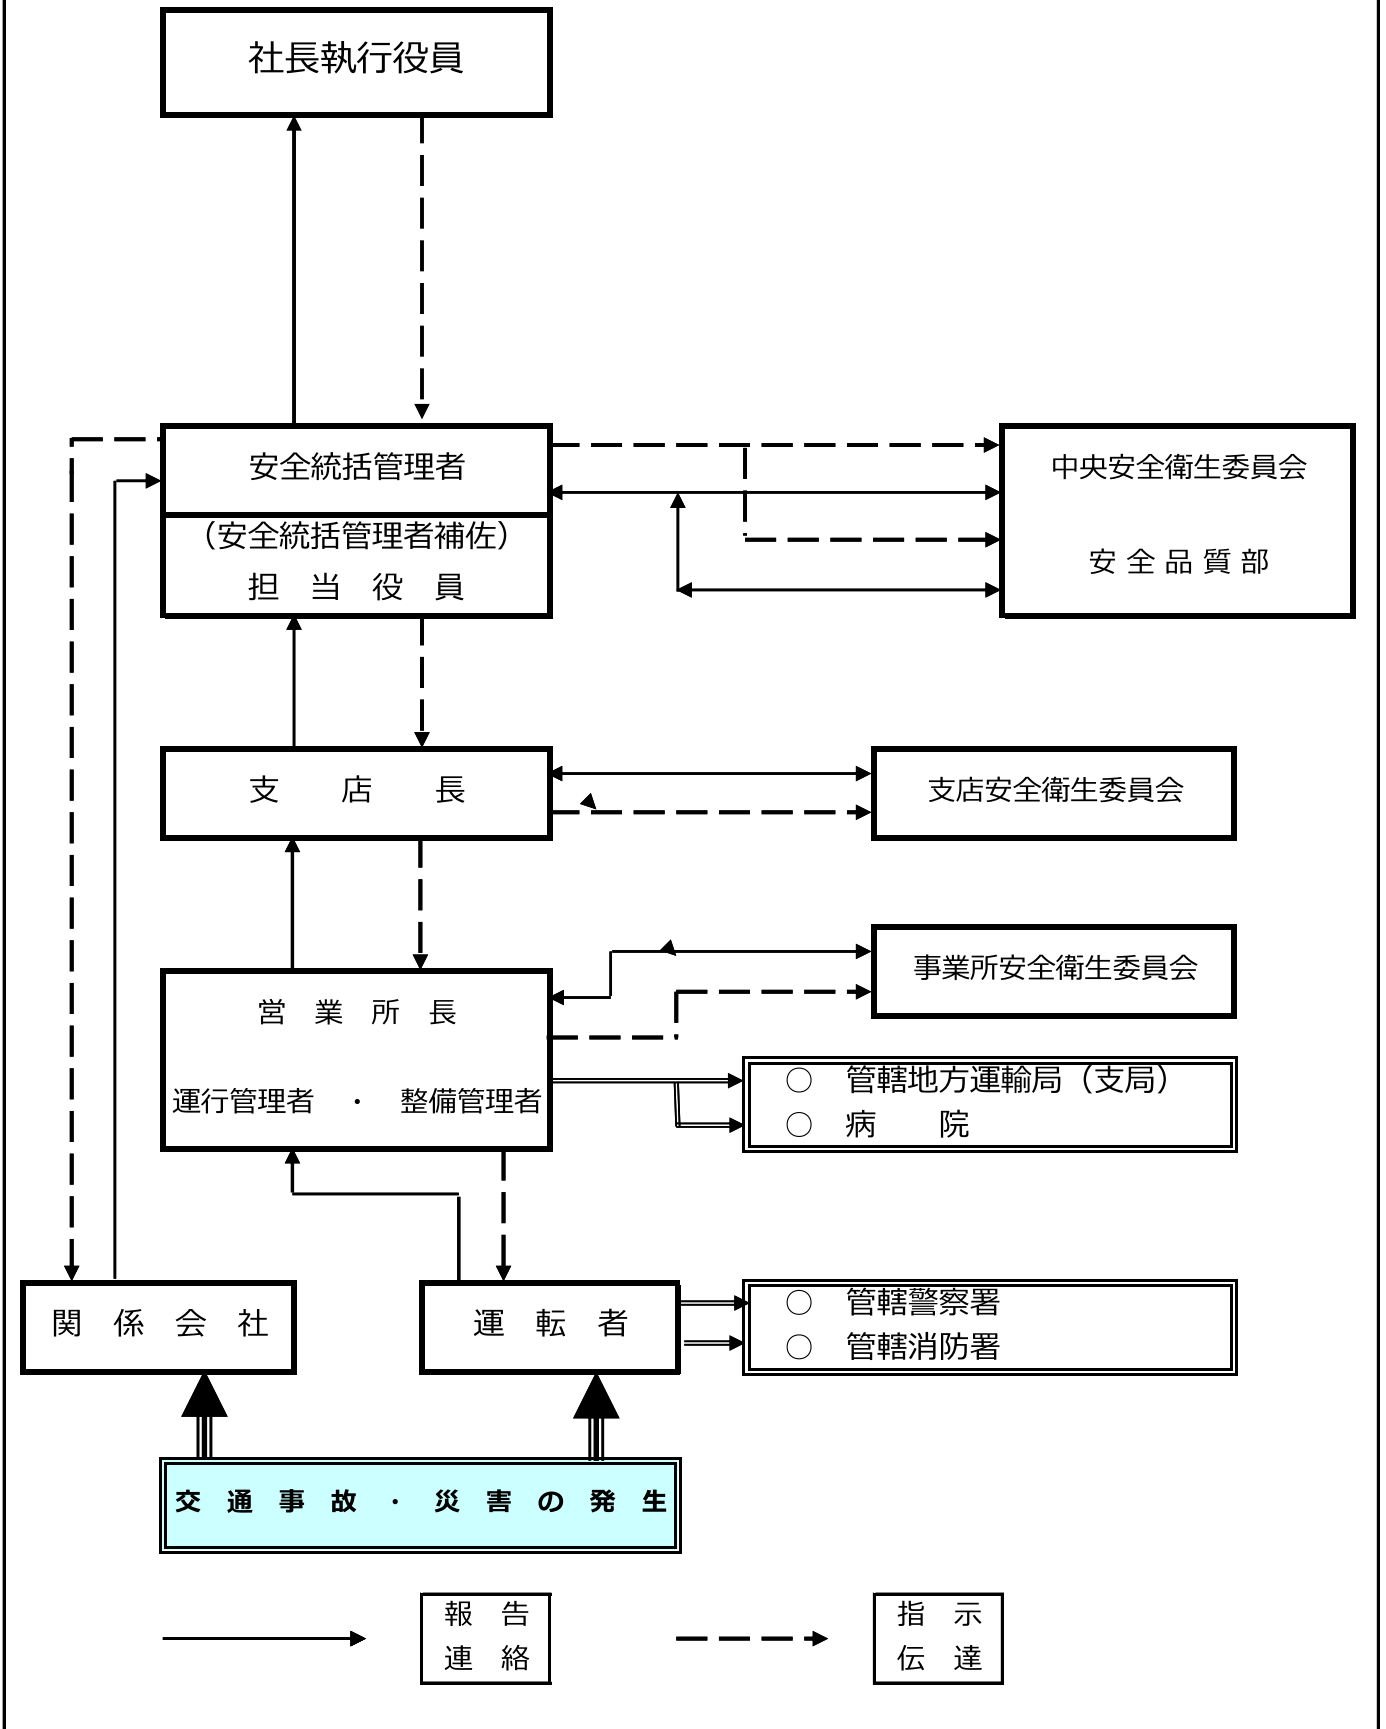 社長執行役員
安全統括管理者
(安全統括管理者補佐)
担　当　役　員
中央安全衛生委員会
安 全 品 質 部
支　　店　　長
支店安全衛生委員会
事業所安全衛生委員会
営　業　所　長
運行管理者　・　整備管理者
〇　管轄地方運輸局（支局）
〇　病　　院
関　係　会　社
運　転　者
〇　管轄警察署
〇　管轄消防署
交　通　事　故　・　災　害　の　発　生
報　告
連　絡
指　示
伝　達